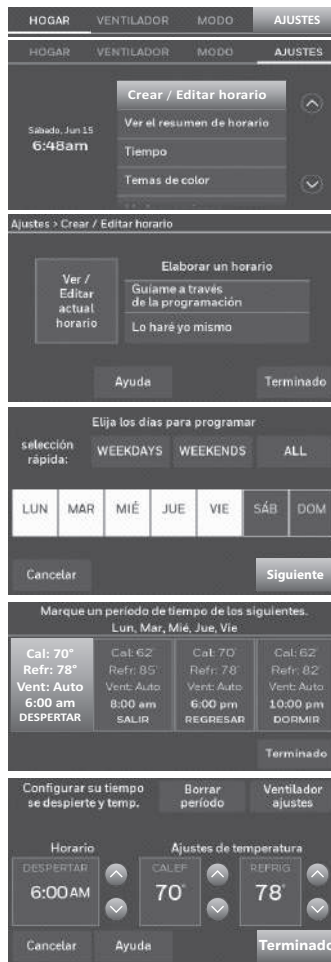 HOGAR VENTILADOR MODO AJUSTES
HOGAR VENTILADOR MODO AJUSTES
Crear / Editar horario
Ver el resumen de horario
Sábado, Jun 15
6:48am
Tiempo
Temas de color
Ajustes > Crear / Editar horario
Ver / Editar actual horario
Elaborar un horario
Guíame a través
de la programación
Lo haré yo mismo
Ayuda Terminado
Elija los días para programar
selección
rápida:
WEEKDAYS WEEKENDS ALL
LUN MAR MIÉ JUE VIE SÁB DOM
Cancelar Siguiente
Marque un período de tiempo de los siguientes.
Lun, Mar, Mié, Jue, Vie
Cal: 70° Cal: 62° Cal: 70° Cal: 62°
Refr: 78° Refr: 85° Refr: 78° Refr: 82°
Vent: Auto Vent: Auto Vent: Auto Vent: Auto
6:00 am 8:00 am 6:00 pm 10:00 pm
DESPERTAR SALIR REGRESAR DORMIR
Terminado
Configurar su tiempo
se despierte y temp.
Borrar
período
Ventilador
ajustes
Horario Ajustes de temperatura
DESPERTAR CALEF REFRIG
6:00 AM 70° 78°
Cancelar Ayuda Terminado